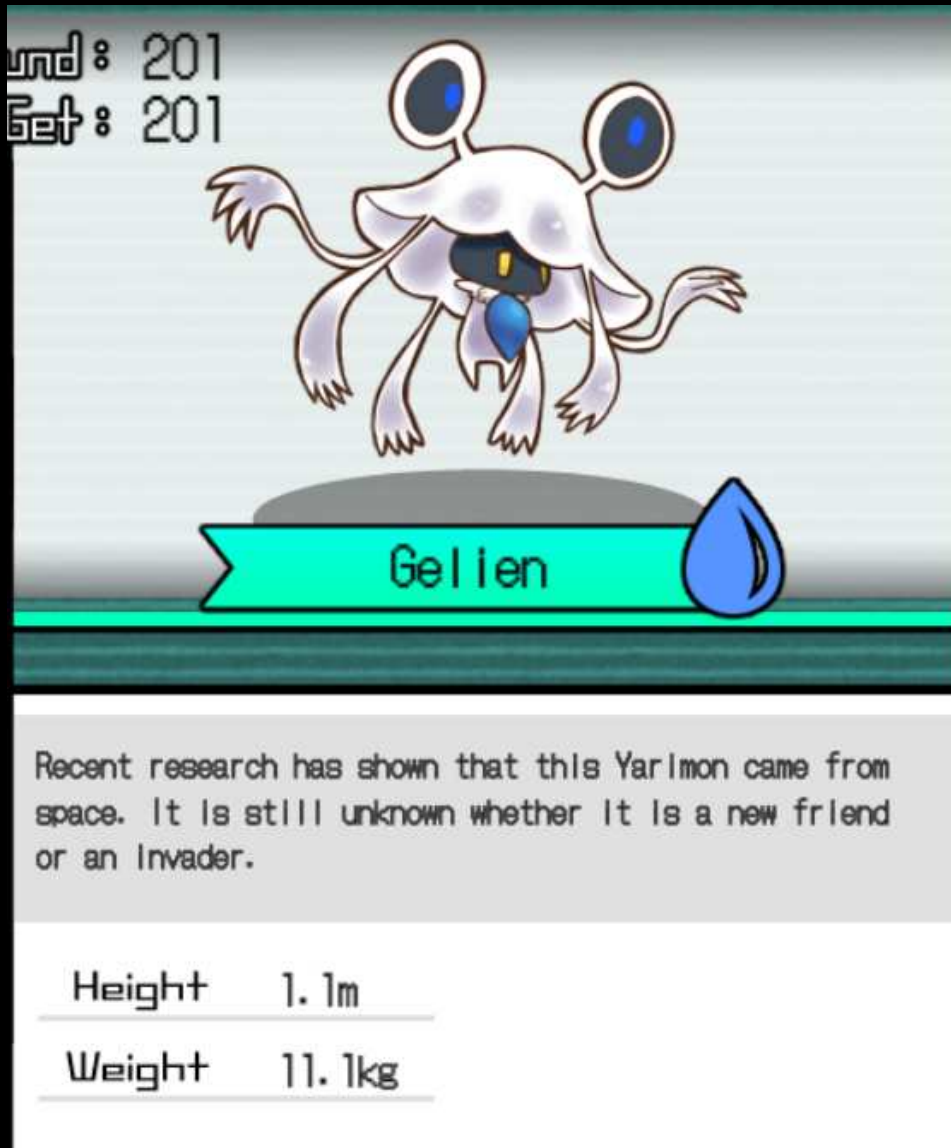 und: 201
Get: 201
Gelien
Recent research has shown that this Yarimon came from
space. It is still unknown whether it is a new friend
or an invader.
Height 1.1m
Weight 11.1kg